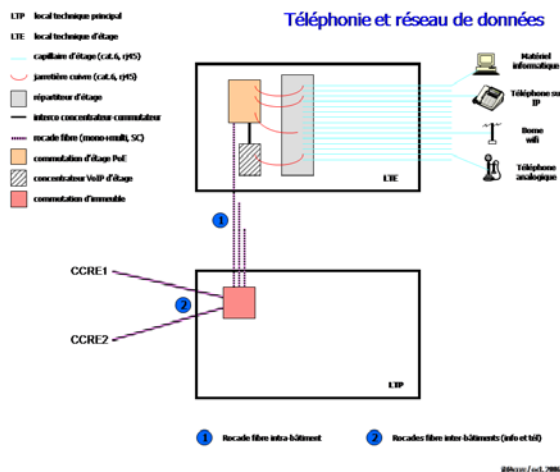 Téléphonie et réseau de données
LTP local technique principal
LTE local technique d'étage
capillaire d'étage (cat.6, rj45)
jarretière cuivre (cat.6, rj45)
répartiteur d'étage
interco concentrateur-commutateur
rocade fibre (mono+multi, SC)
commutation d'étage PoE
concentrateur VoIP d'étage
commutation d'immeuble
Matériel
informatique
Téléphone su
IP
Borne
wifi
Téléphone
analogique
LTE
1
CCRE1
2
CCRE2
LTP
1 Rocade fibre intra-bâtiment
2 Rocades fibre inter-bâtiments (info et tél)